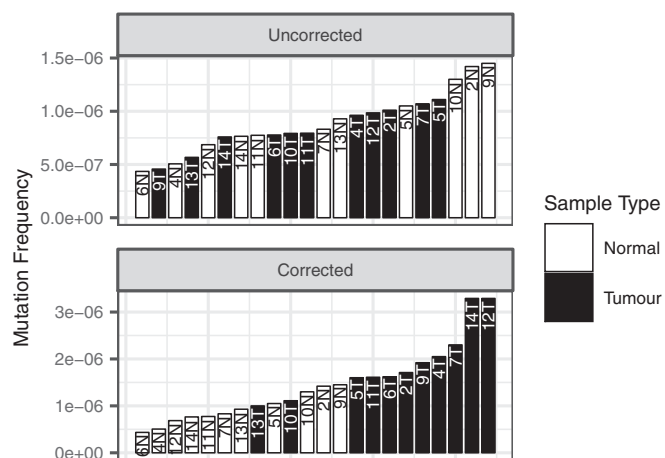 Uncorrected
1.5e−06
1.0e−06
5.0e−07
0.0e+00
6N 9T 4N 13T 12N 14T 14N 11N 6T 10T 11T 7N 13N 4T 12T 2T 5N 7T 5T 10N 2N 9N
Mutation Frequency
Sample Type
Normal
Tumour
Corrected
3e−06
2e−06
1e−06
0e+00
6N 4N 12N 14N 11N 7N 13N 13T 5N 10T 10N 2N 9N 5T 11T 6T 2T 9T 4T 7T 14T 12T